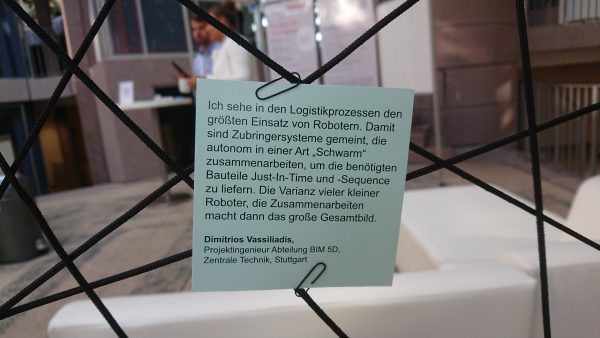 Ich sehe in den Logistikprozessen den
größten Einsatz von Robotern. Damit
sind Zubringersysteme gemeint, die
autonom in einer Art „Schwarm“
zusammenarbeiten, um die benötigten
Bauteile Just-In-Time und -Sequence
zu liefern. Die Varianz vieler kleiner
Roboter, die Zusammenarbeiten
macht dann das große Gesamtbild.
Dimitrios Vassiliadis,
Projektingenieur Abteilung BIM 5D,
Zentrale Technik, Stuttgart